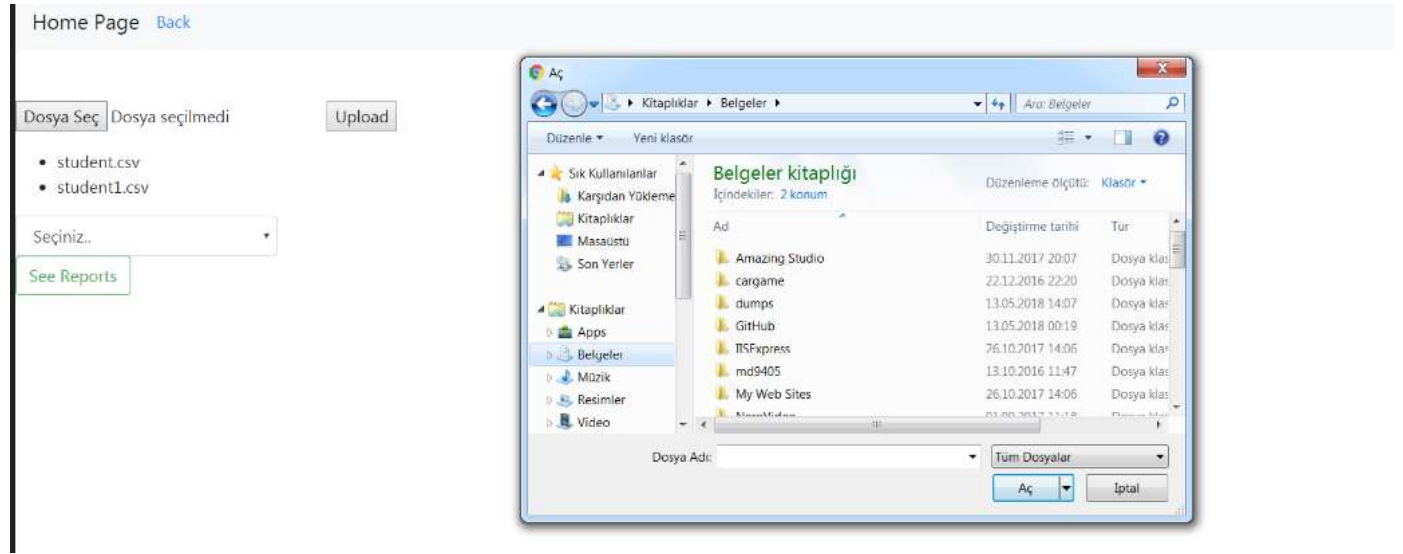 Home Page Back
Dosya Seç Dosya seçilmedi Upload
student.csv
student1.csv
Seçiniz..
See Reports
Aç
Kitaplıklar Belgeler
Ara: Belgeler
Düzenle Yeni klasör
Sık Kullanılanlar
Karşıdan Yükleme
Kitaplıklar
Masaüstü
Son Yerler
Kitaplıklar
Apps
Belgeler
Müzik
Resimler
Video
Belgeler kitaplığı
İçindekiler: 2 konum
Düzenleme ölçütü: Klasör
Ad Değiştirme tarihi Tür
Amazing Studio 30.11.2017 20:07 Dosya klas
cargame 22.12.2016 22:20 Dosya klas
dumps 13.05.2018 14:07 Dosya klas
GitHub 13.05.2018 00:19 Dosya klas
IISExpress 26.10.2017 14:06 Dosya klas
md9405 13.10.2016 11:47 Dosya klas
My Web Sites 26.10.2017 14:06 Dosya klas
Dosya Adı: Tüm Dosyalar
Aç İptal